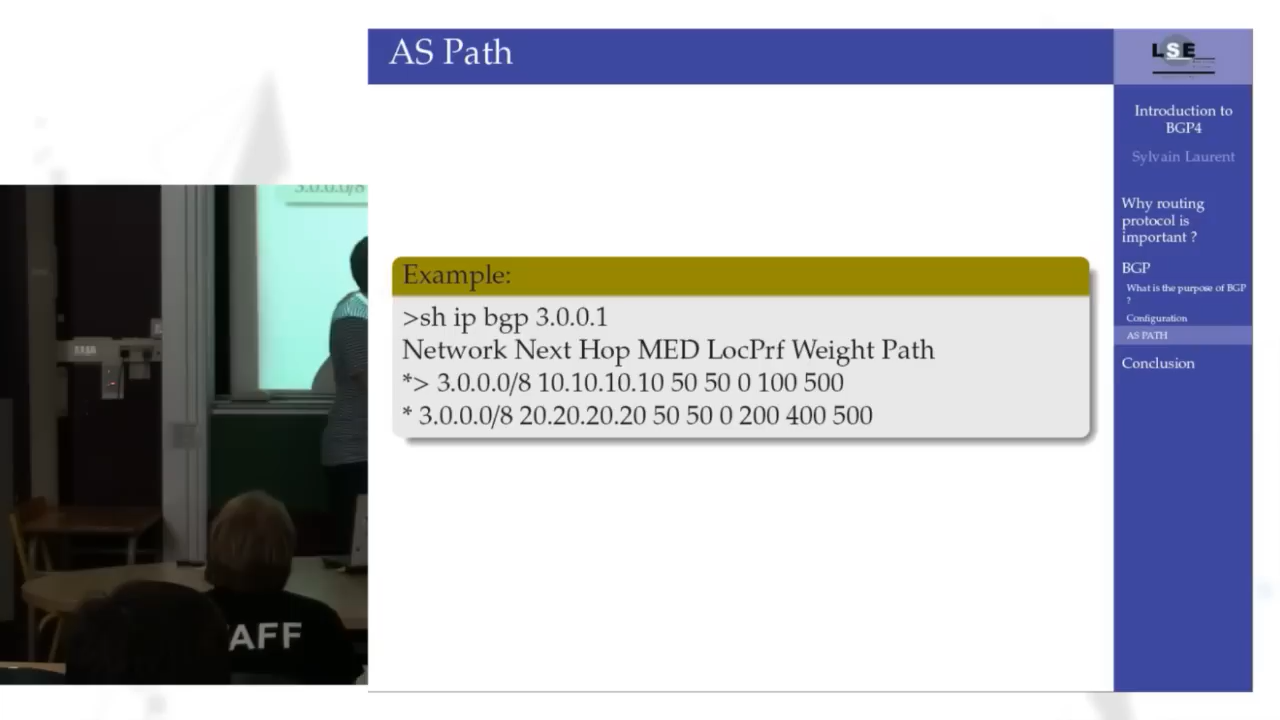 AS Path
LSE
Introduction to
BGP4
Sylvain Laurent
Why routing
protocol is
important ?
BGP
What is the purpose of BGP
?
Configuration
AS PATH
Conclusion
Example:
>sh ip bgp 3.0.0.1
Network Next Hop MED LocPrf Weight Path
*> 3.0.0.0/8 10.10.10.10 50 50 0 100 500
* 3.0.0.0/8 20.20.20.20 50 50 0 200 400 500
3.0.0.0/8
AFF